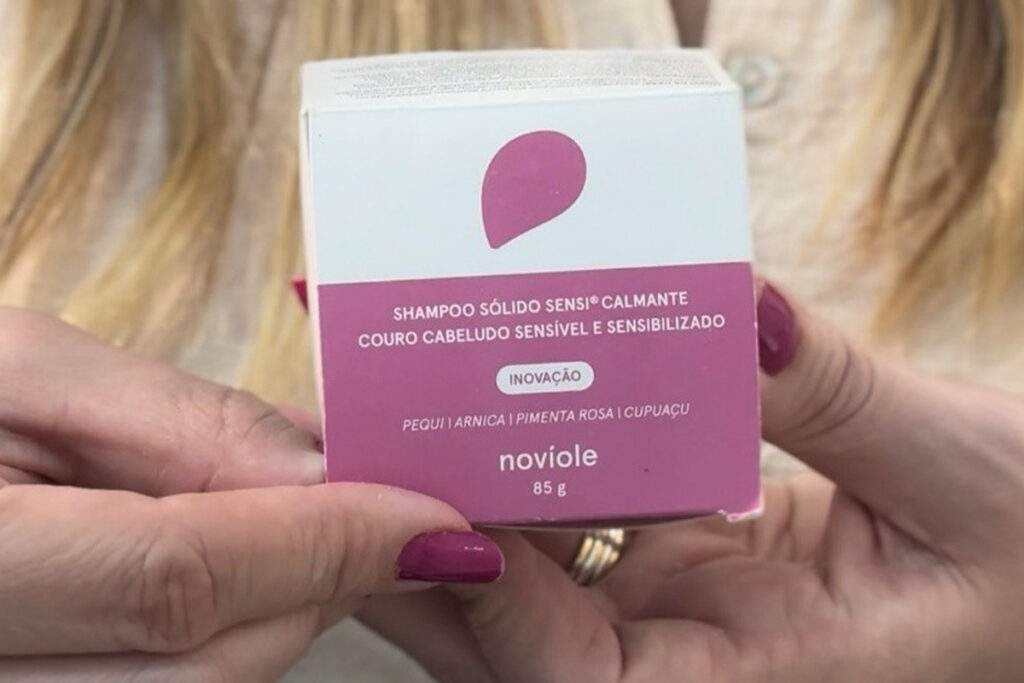 SHAMPOO SÓLIDO SENSI® CALMANTE
COURO CABELUDO SENSÍVEL E SENSIBILIZADO
INOVAÇÃO
PEQUI | ARNICA | PIMENTA ROSA | CUPUAÇU
novíole
85 g